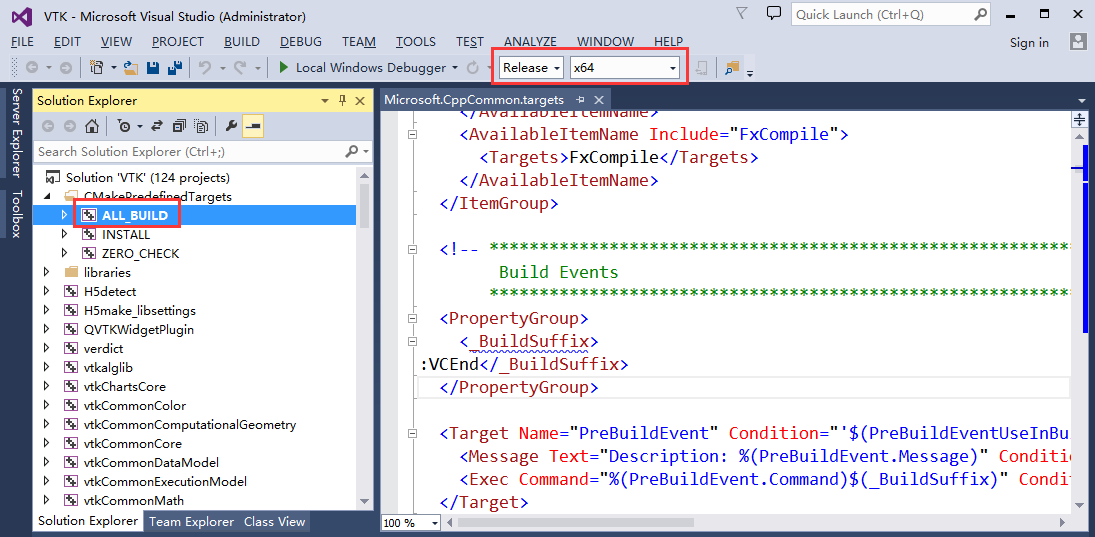 VTK - Microsoft Visual Studio (Administrator)
Quick Launch (Ctrl+Q)
FILE EDIT VIEW PROJECT BUILD DEBUG TEAM TOOLS TEST ANALYZE WINDOW HELP
Sign in
Local Windows Debugger
Release
x64
Server Explorer
Toolbox
Solution Explorer
Search Solution Explorer (Ctrl+;)
Solution 'VTK' (124 projects)
CMakePredefinedTargets
ALL_BUILD
INSTALL
ZERO_CHECK
libraries
H5detect
H5make_libsettings
QVTKWidgetPlugin
verdict
vtkalglib
vtkChartsCore
vtkCommonColor
vtkCommonComputationalGeometry
vtkCommonCore
vtkCommonDataModel
vtkCommonExecutionModel
vtkCommonMath
Solution Explorer Team Explorer Class View
Microsoft.CppCommon.targets
</AvailableItemName>
<AvailableItemName Include="FxCompile">
<Targets>FxCompile</Targets>
</AvailableItemName>
</ItemGroup>
<!-- **********************************************************
Build Events
**********************************************************
<PropertyGroup>
<_BuildSuffix>
:VCEnd</_BuildSuffix>
</PropertyGroup>
<Target Name="PreBuildEvent" Condition="'$(PreBuildEventUseInBu
<Message Text="Description: %(PreBuildEvent.Message)" Conditio
<Exec Command="%(PreBuildEvent.Command)$(_BuildSuffix)" Condit
</Target>
100 %